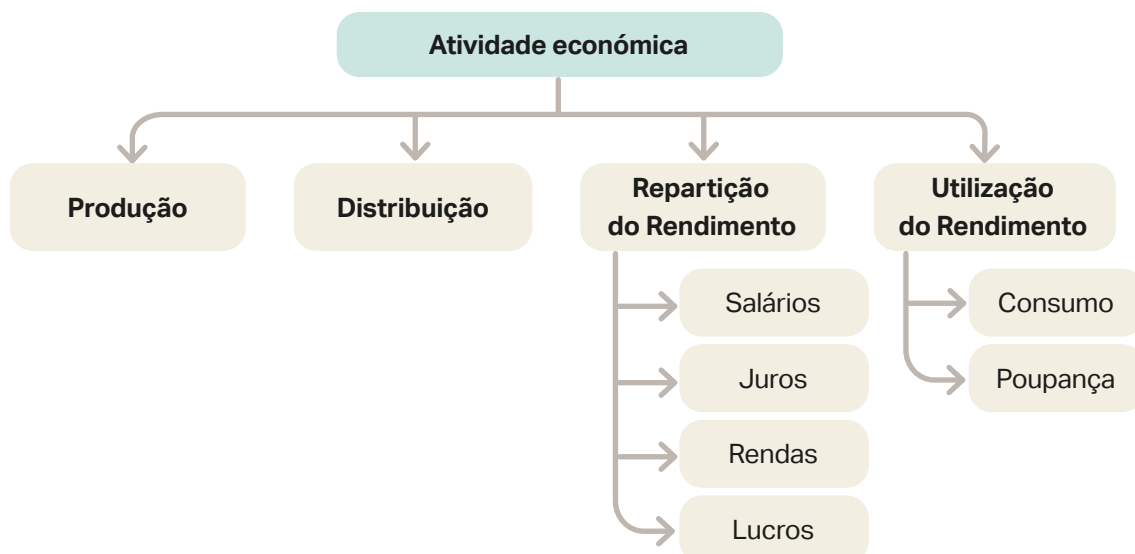 Atividade económica
Produção
Distribuição
Repartição
do Rendimento
Utilização
do Rendimento
Salários
Juros
Rendas
Lucros
Consumo
Poupança